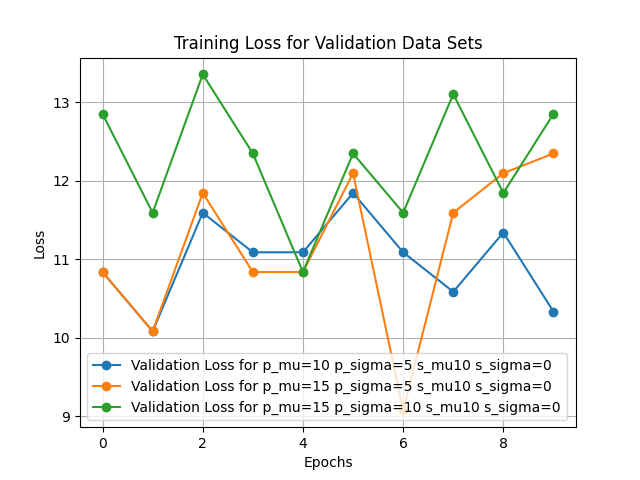 Training Loss for Validation Data Sets
Loss
13
12
11
10
9
Validation Loss for p_mu=10 p_sigma=5 s_mu10 s_sigma=0
Validation Loss for p_mu=15 p_sigma=5 s_mu10 s_sigma=0
Validation Loss for p_mu=15 p_sigma=10 s_mu10 s_sigma=0
0 2 4 6 8
Epochs